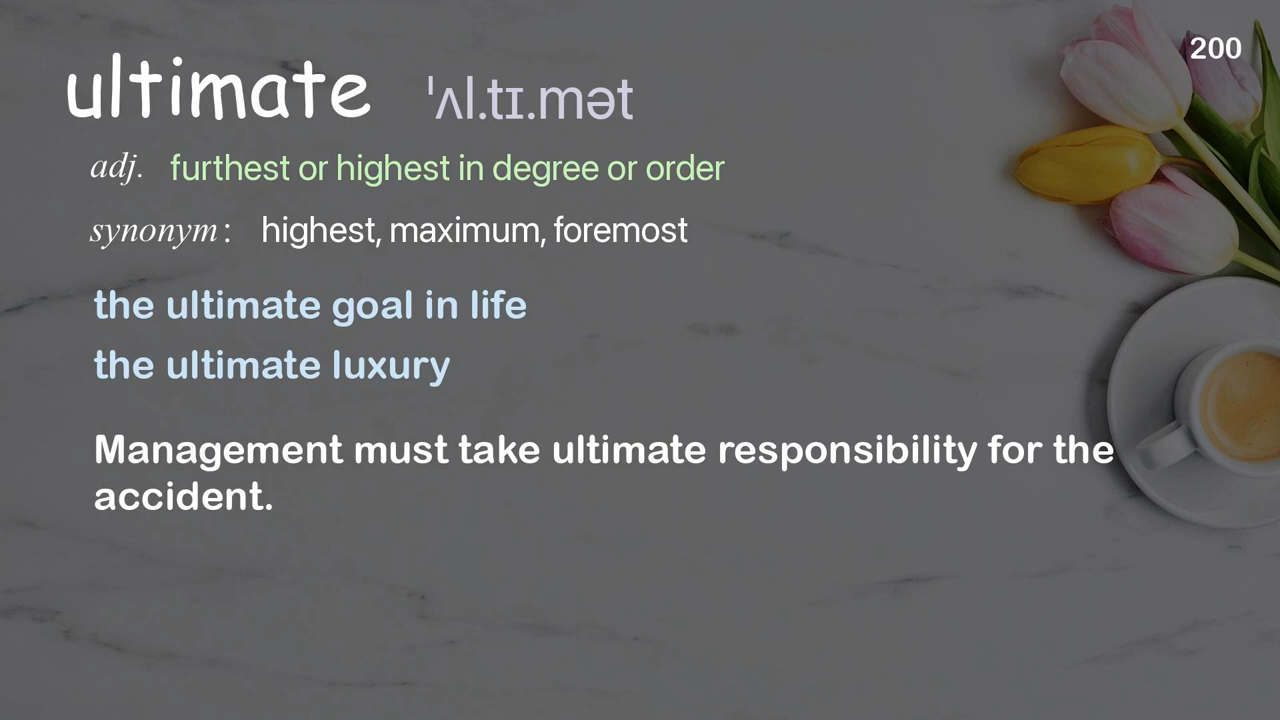 200
ultimate ˈʌl.tɪ.mət
adj. furthest or highest in degree or order
synonym: highest, maximum, foremost
the ultimate goal in life
the ultimate luxury
Management must take ultimate responsibility for the
accident.